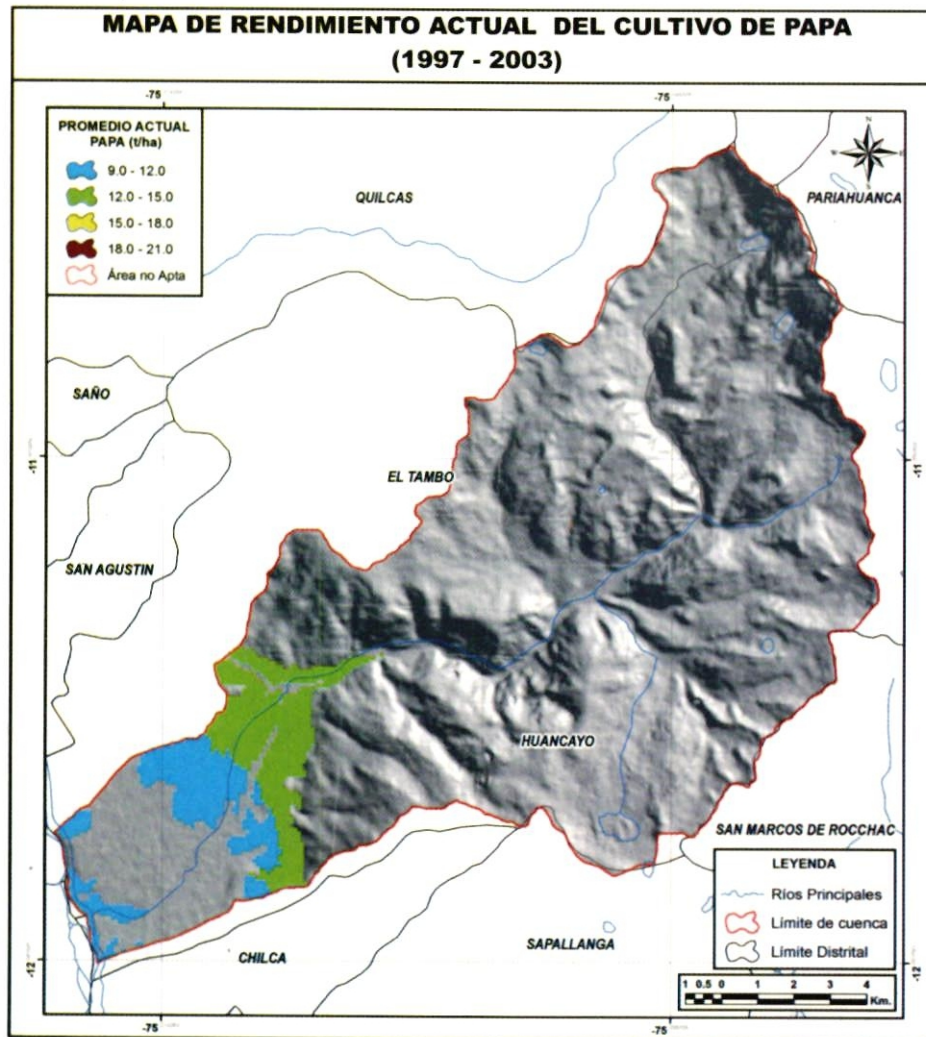 MAPA DE RENDIMIENTO ACTUAL DEL CULTIVO DE PAPA
(1997 - 2003)
-75
-75
PROMEDIO ACTUAL
PAPA (t/ha)
9.0 - 12.0
12.0 - 15.0
15.0 - 18.0
18.0 - 21.0
Área no Apta
N
W
E
S
QUILCAS
PARIAHUANCA
SAÑO
-11
-11
EL TAMBO
SAN AGUSTIN
HUANCAYO
SAN MARCOS DE ROCCHAC
LEYENDA
Ríos Principales
Límite de cuenca
Límite Distrital
SAPALLANGA
CHILCA
-12
-12
1 0.5 0 1 2 3 4
Km.
-75
-75